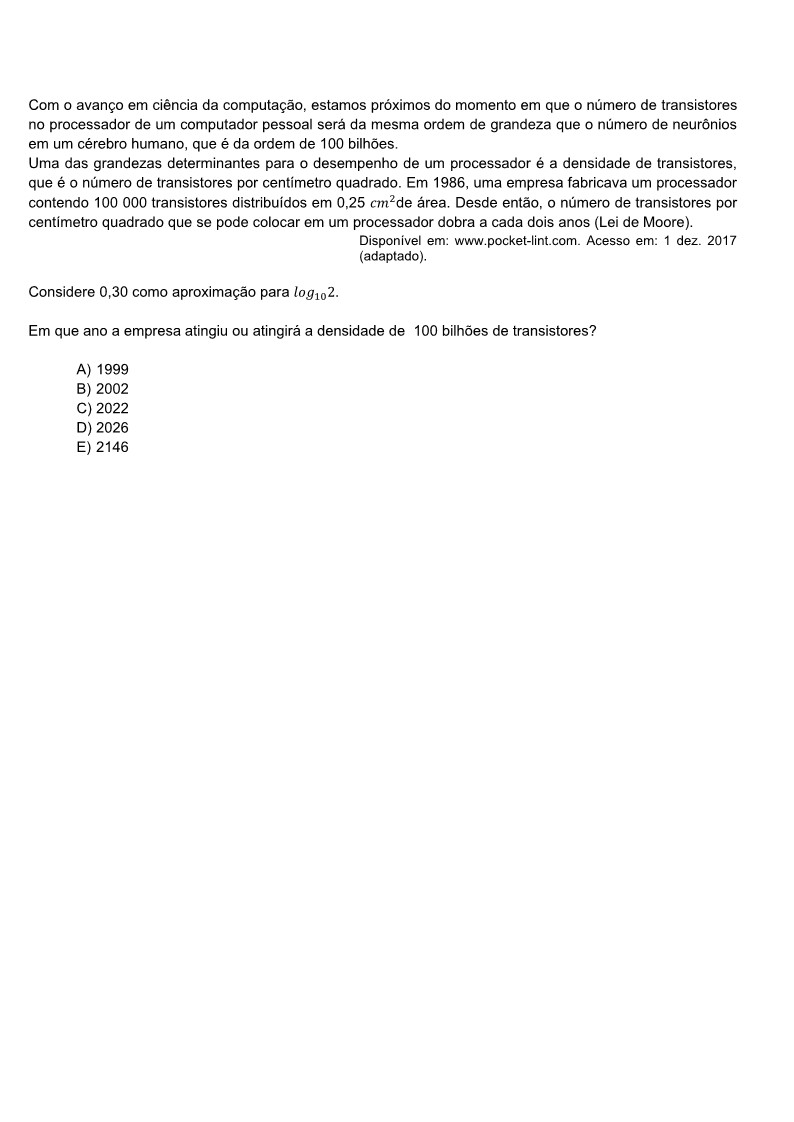 Com o avanço em ciência da computação, estamos próximos do momento em que o número de transistores
no processador de um computador pessoal será da mesma ordem de grandeza que o número de neurônios
em um cérebro humano, que é da ordem de 100 bilhões.
Uma das grandezas determinantes para o desempenho de um processador é a densidade de transistores,
que é o número de transistores por centímetro quadrado. Em 1986, uma empresa fabricava um processador
contendo 100 000 transistores distribuídos em 0,25 cm²de área. Desde então, o número de transistores por
centímetro quadrado que se pode colocar em um processador dobra a cada dois anos (Lei de Moore).
Disponível em: www.pocket-lint.com. Acesso em: 1 dez. 2017
(adaptado).
Considere 0,30 como aproximação para log₁₀2.
Em que ano a empresa atingiu ou atingirá a densidade de 100 bilhões de transistores?
A) 1999
B) 2002
C) 2022
D) 2026
E) 2146